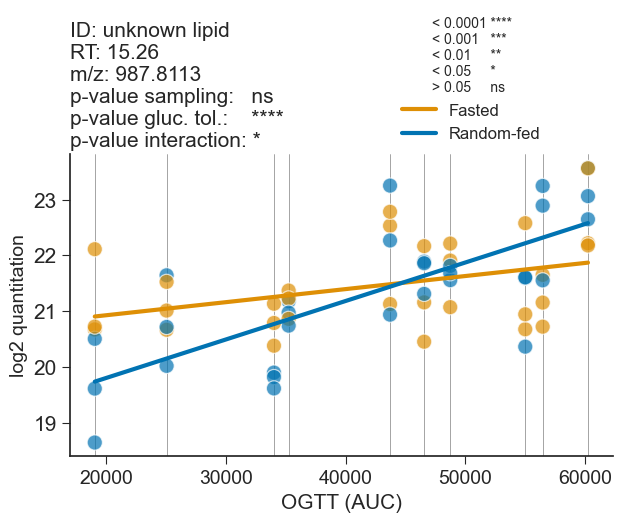 ID: unknown lipid
RT: 15.26
m/z: 987.8113
p-value sampling: ns
p-value gluc. tol.: ****
p-value interaction: *
< 0.0001 ****
< 0.001 ***
< 0.01 **
< 0.05 *
> 0.05 ns
Fasted
Random-fed
log2 quantitation
23
22
21
20
19
20000 30000 40000 50000 60000
OGTT (AUC)